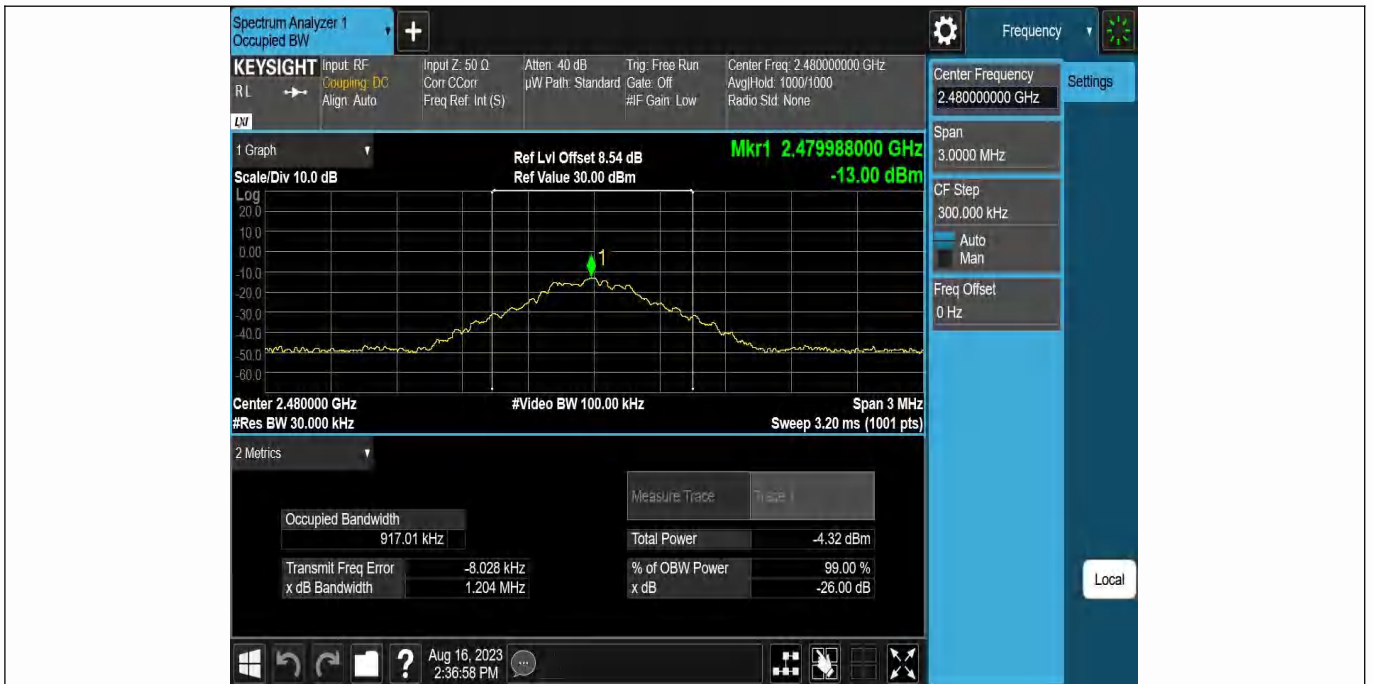 Spectrum Analyzer 1
Occupied BW
+
Frequency
KEYSIGHT
RL
LXI
Input: RF
Coupling: DC
Align: Auto
Input Z: 50 Ω
Corr CCorr
Freq Ref: Int (S)
Atten: 40 dB
µW Path: Standard
Trig: Free Run
Gate: Off
#IF Gain: Low
Center Freq: 2.480000000 GHz
Avg|Hold: 1000/1000
Radio Std: None
Center Frequency
2.480000000 GHz
Settings
Span
3.0000 MHz
CF Step
300.000 kHz
Auto
Man
Freq Offset
0 Hz
Local
1 Graph
Scale/Div 10.0 dB
Ref Lvl Offset 8.54 dB
Ref Value 30.00 dBm
Mkr1 2.479988000 GHz
-13.00 dBm
Log
20.0
10.0
0.00
-10.0
-20.0
-30.0
-40.0
-50.0
-60.0
1
Center 2.480000 GHz
#Video BW 100.00 kHz
Span 3 MHz
#Res BW 30.000 kHz
Sweep 3.20 ms (1001 pts)
2 Metrics
Measure Trace
Trace 1
Occupied Bandwidth
917.01 kHz
Total Power
-4.32 dBm
Transmit Freq Error
-8.028 kHz
% of OBW Power
99.00 %
x dB Bandwidth
1.204 MHz
x dB
-26.00 dB
?
Aug 16, 2023
2:36:58 PM